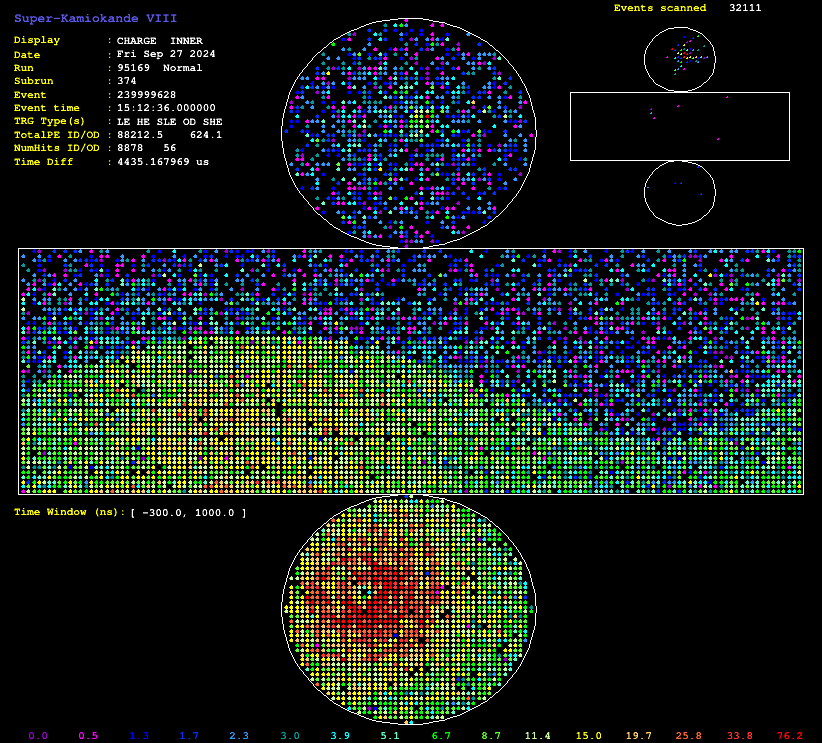 Super-Kamiokande VIII
Events scanned 32111
Display : CHARGE INNER
Date : Fri Sep 27 2024
Run : 95169 Normal
Subrun : 374
Event : 239999628
Event time : 15:12:36.000000
TRG Type(s) : LE HE SLE OD SHE
TotalPE ID/OD : 88212.5 624.1
NumHits ID/OD : 8878 56
Time Diff : 4435.167969 us
Time Window (ns): [ -300.0, 1000.0 ]
0.0 0.5 1.3 1.7 2.3 3.0 3.9 5.1 6.7 8.7 11.4 15.0 19.7 25.8 33.8 76.2